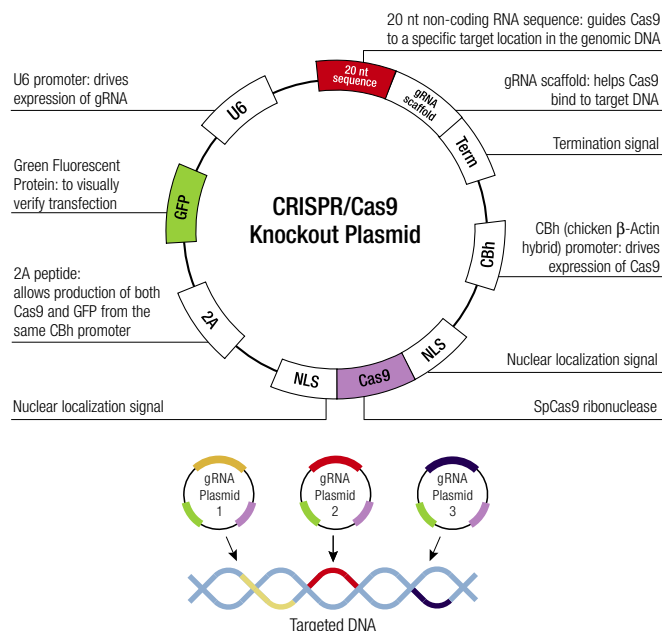 20 nt non-coding RNA sequence: guides Cas9
to a specific target location in the genomic DNA
U6 promoter: drives
expression of gRNA
20 nt
sequence
gRNA
scaffold
gRNA scaffold: helps Cas9
bind to target DNA
U6
Term
Termination signal
Green Fluorescent
Protein: to visually
verify transfection
GFP
CRISPR/Cas9
Knockout Plasmid
CBh
CBh (chicken β-Actin
hybrid) promoter: drives
expression of Cas9
2A peptide:
allows production of both
Cas9 and GFP from the
same CBh promoter
2A
NLS
Cas9
NLS
Nuclear localization signal
Nuclear localization signal
SpCas9 ribonuclease
gRNA
Plasmid
1
gRNA
Plasmid
2
gRNA
Plasmid
3
Targeted DNA